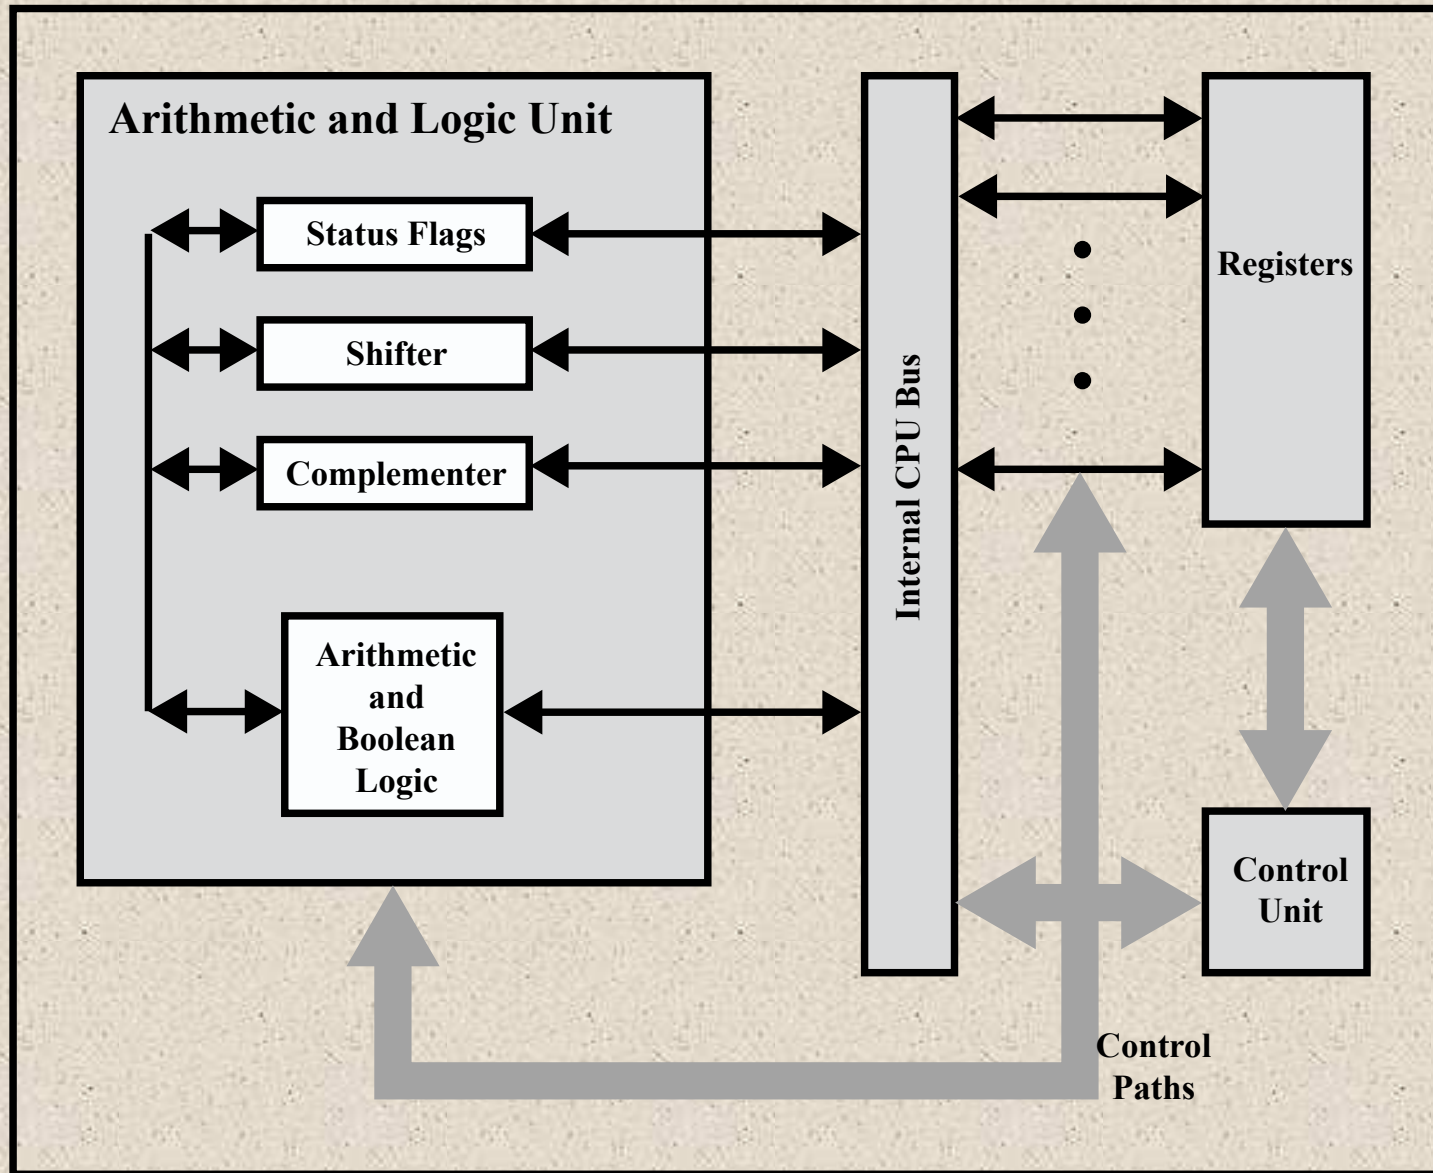 Arithmetic and Logic Unit
Status Flags
Shifter
Complementer
Arithmetic
and
Boolean
Logic
Internal CPU Bus
Registers
Control
Unit
Control
Paths